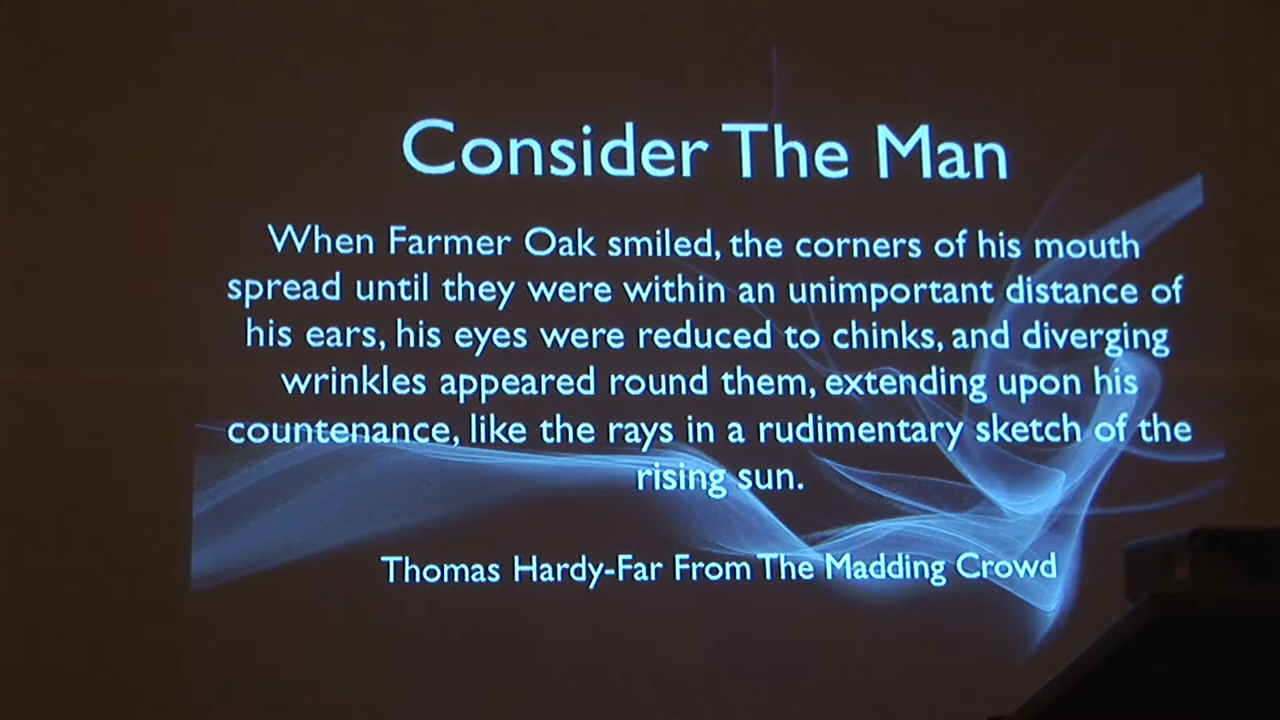 Consider The Man
When Farmer Oak smiled, the corners of his mouth
spread until they were within an unimportant distance of
his ears, his eyes were reduced to chinks, and diverging
wrinkles appeared round them, extending upon his
countenance, like the rays in a rudimentary sketch of the
rising sun.
Thomas Hardy-Far From The Madding Crowd